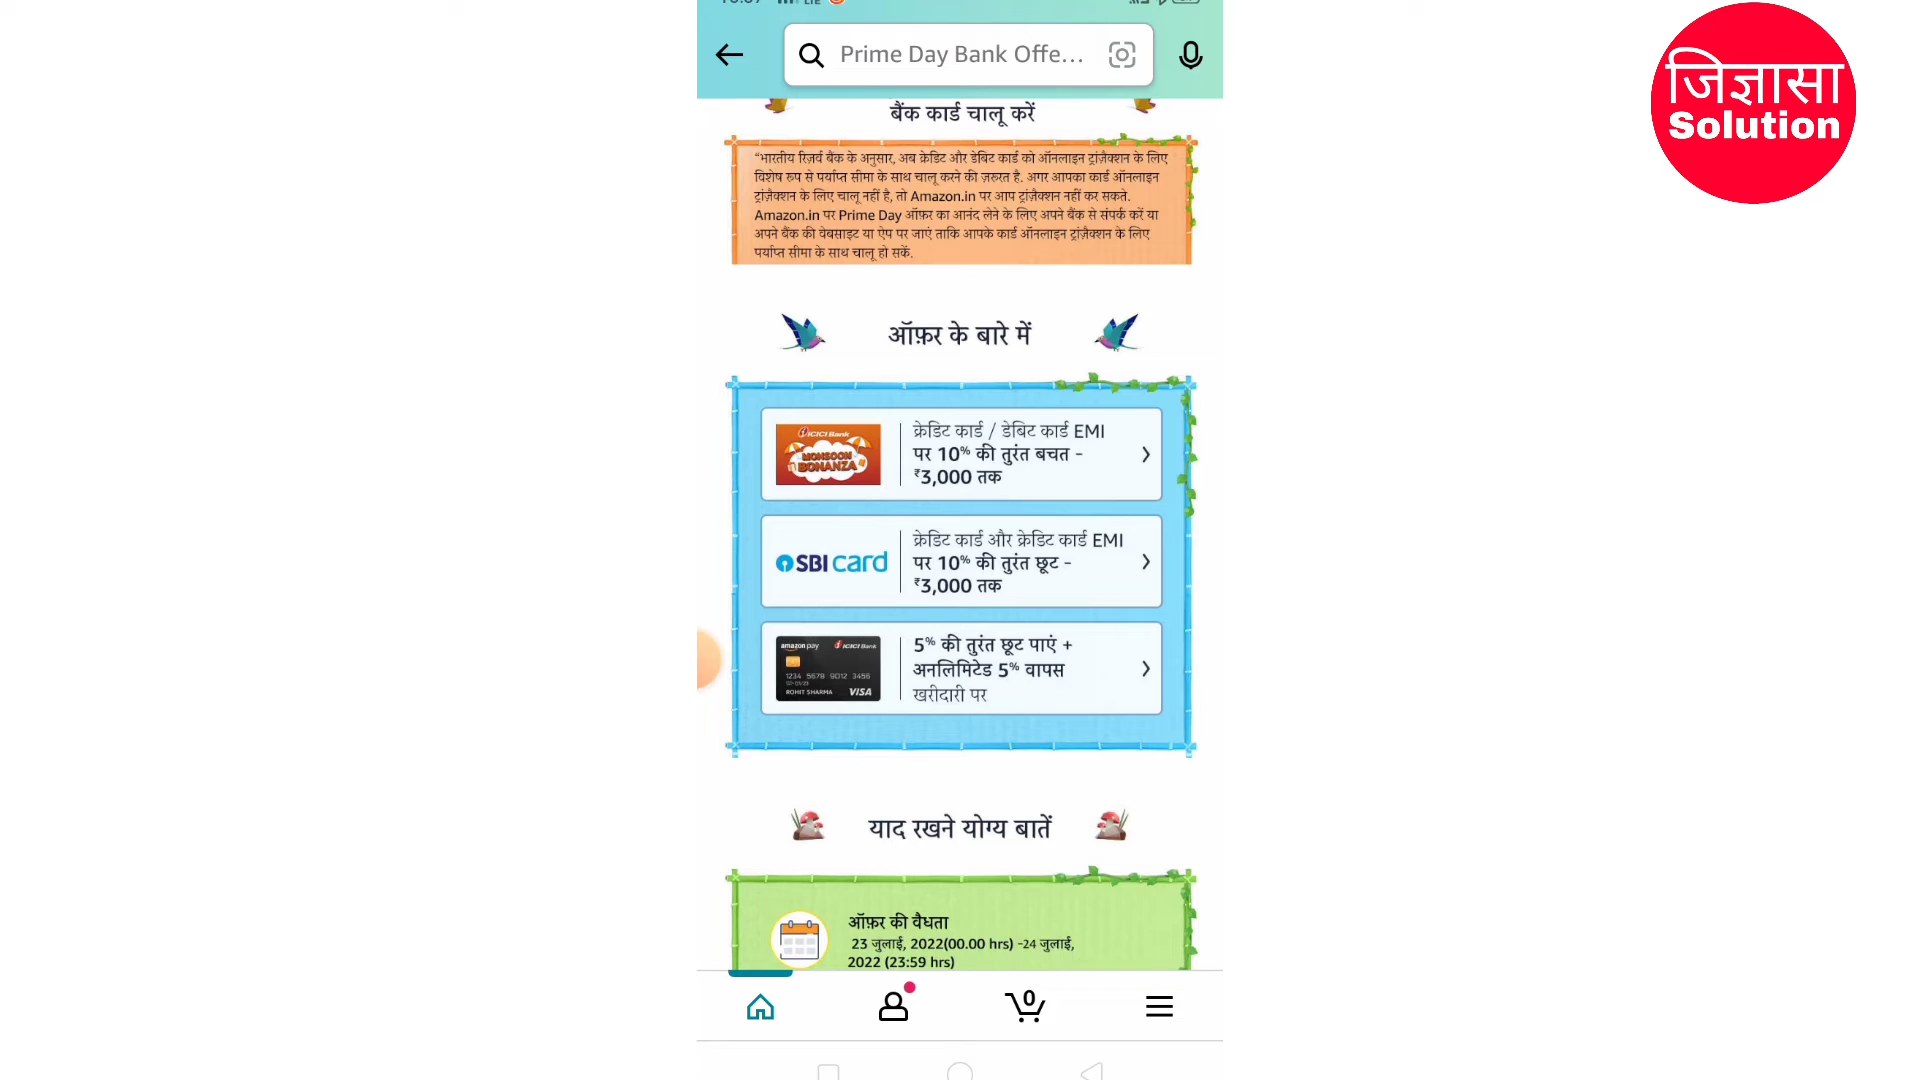 LTE
Prime Day Bank Offe...
जिज्ञासा
Solution
बैंक कार्ड चालू करें
“भारतीय रिज़र्व बैंक के अनुसार, अब क्रेडिट और डेबिट कार्ड को ऑनलाइन ट्रांज़ैक्शन के लिए
विशेष रूप से पर्याप्त सीमा के साथ चालू करने की ज़रूरत है. अगर आपका कार्ड ऑनलाइन
ट्रांज़ैक्शन के लिए चालू नहीं है, तो Amazon.in पर आप ट्रांज़ैक्शन नहीं कर सकते.
Amazon.in पर Prime Day ऑफ़र का आनंद लेने के लिए अपने बैंक से संपर्क करें या
अपने बैंक की वेबसाइट या ऐप पर जाएं ताकि आपके कार्ड ऑनलाइन ट्रांज़ैक्शन के लिए
पर्याप्त सीमा के साथ चालू हो सकें.
ऑफ़र के बारे में
ICICI Bank
MONSOON
BONANZA
क्रेडिट कार्ड / डेबिट कार्ड EMI
पर 10% की तुरंत बचत -
₹3,000 तक
SBI card
क्रेडिट कार्ड और क्रेडिट कार्ड EMI
पर 10% की तुरंत छूट -
₹3,000 तक
amazon pay ICICI Bank
1234 5678 9012 3456
ROHIT SHARMA VISA
5% की तुरंत छूट पाएं +
अनलिमिटेड 5% वापस
खरीदारी पर
याद रखने योग्य बातें
ऑफ़र की वैधता
23 जुलाई, 2022(00.00 hrs) -24 जुलाई,
2022 (23:59 hrs)
0